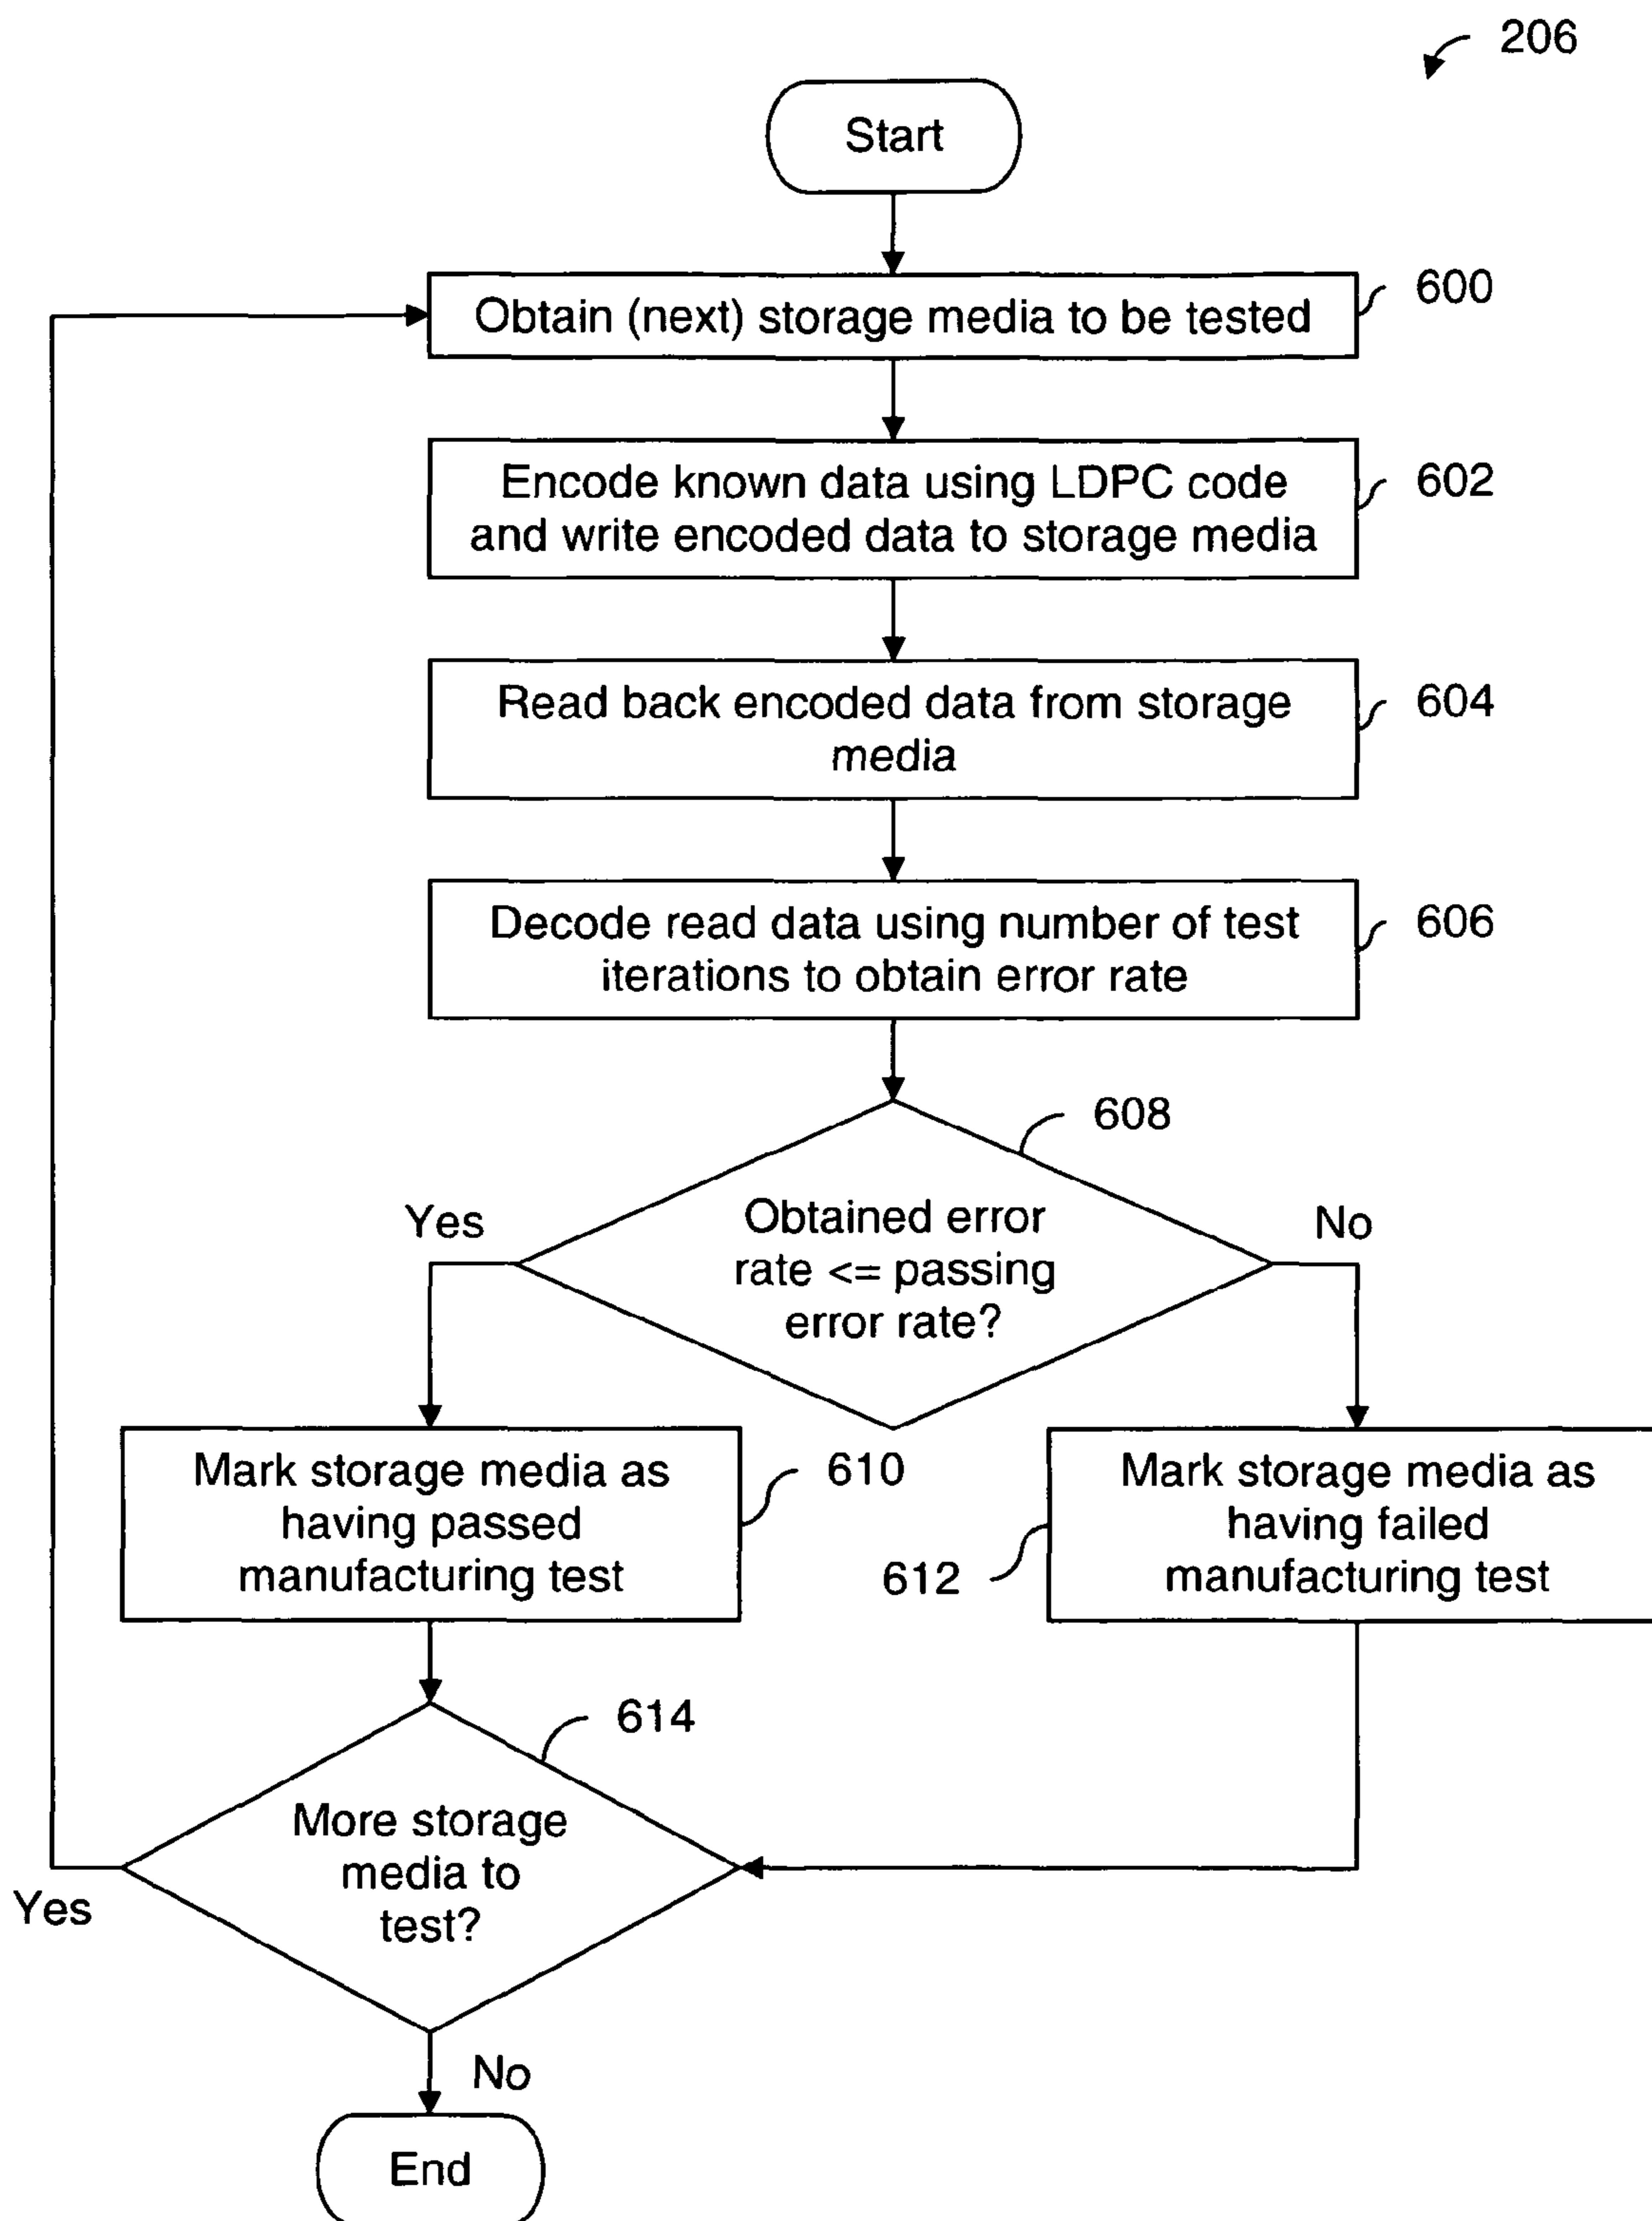 206
Start
Obtain (next) storage media to be tested
600
Encode known data using LDPC code
and write encoded data to storage media
602
Read back encoded data from storage
media
604
Decode read data using number of test
iterations to obtain error rate
606
608
Yes
Obtained error
rate <= passing
error rate?
No
Mark storage media as
having passed
manufacturing test
610
Mark storage media as
having failed
manufacturing test
612
614
More storage
media to
test?
Yes
No
End